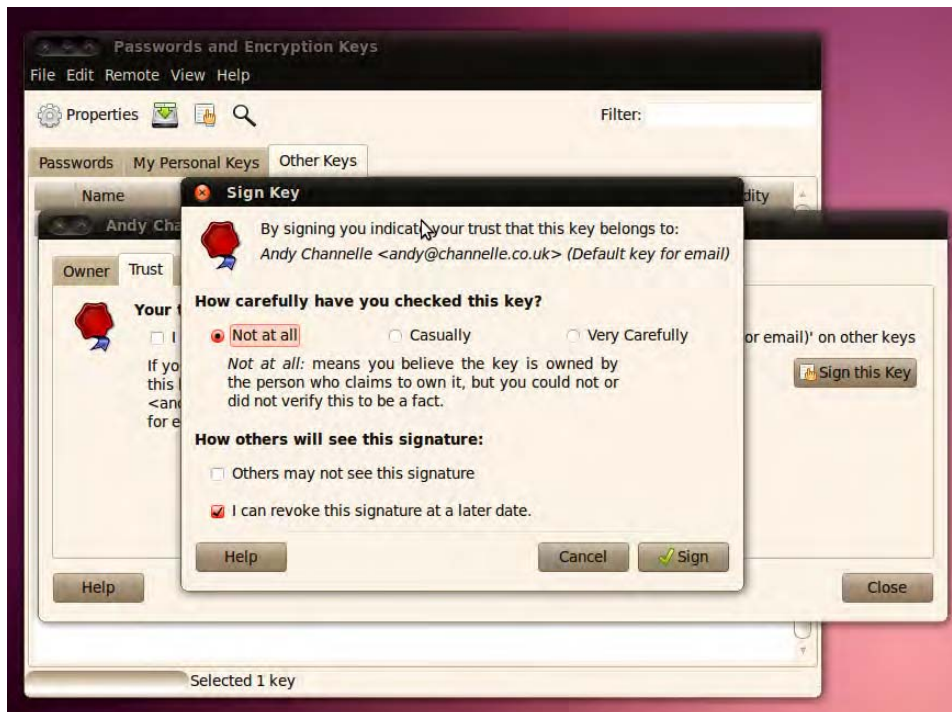 Passwords and Encryption Keys
File Edit Remote View Help
Properties
Filter:
Passwords My Personal Keys Other Keys
Name
Sign Key
By signing you indicate your trust that this key belongs to:
Andy Channelle <andy@channelle.co.uk> (Default key for email)
How carefully have you checked this key?
Not at all Casually Very Carefully
Not at all: means you believe the key is owned by
the person who claims to own it, but you could not or
did not verify this to be a fact.
How others will see this signature:
Others may not see this signature
I can revoke this signature at a later date.
Help Cancel Sign
Andy
Owner Trust
Your
I or email)' on other keys
If yo
this
Sign this Key
<and
for e
Help Close
Selected 1 key